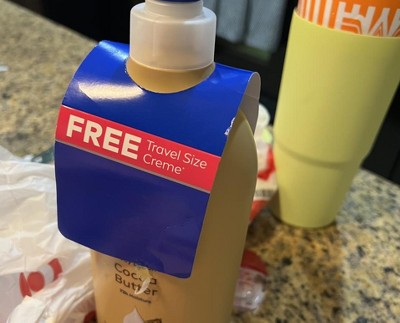 FREE Travel Size
Creme*
Cocoa
Butter